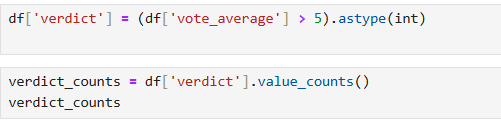 df['verdict'] = (df['vote_average'] > 5).astype(int)
verdict_counts = df['verdict'].value_counts()
verdict_counts